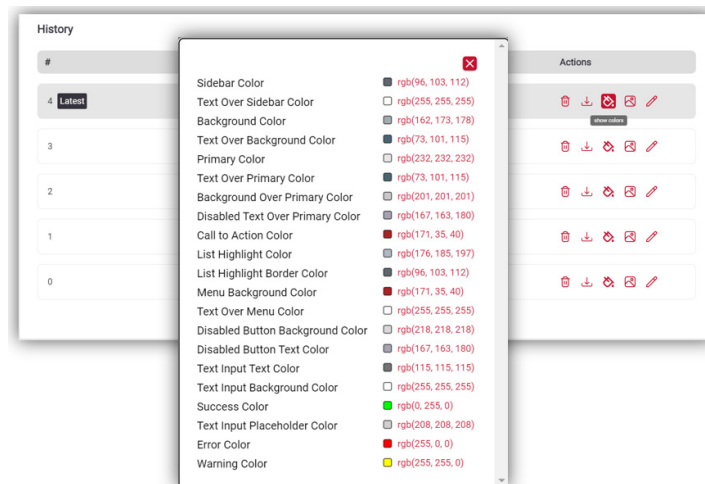 History
# Actions
4 Latest
show colors
3
2
1
0
Sidebar Color rgb(96, 103, 112)
Text Over Sidebar Color rgb(255, 255, 255)
Background Color rgb(162, 173, 178)
Text Over Background Color rgb(73, 101, 115)
Primary Color rgb(232, 232, 232)
Text Over Primary Color rgb(73, 101, 115)
Background Over Primary Color rgb(201, 201, 201)
Disabled Text Over Primary Color rgb(167, 163, 180)
Call to Action Color rgb(171, 35, 40)
List Highlight Color rgb(176, 185, 197)
List Highlight Border Color rgb(96, 103, 112)
Menu Background Color rgb(171, 35, 40)
Text Over Menu Color rgb(255, 255, 255)
Disabled Button Background Color rgb(218, 218, 218)
Disabled Button Text Color rgb(167, 163, 180)
Text Input Text Color rgb(115, 115, 115)
Text Input Background Color rgb(255, 255, 255)
Success Color rgb(0, 255, 0)
Text Input Placeholder Color rgb(208, 208, 208)
Error Color rgb(255, 0, 0)
Warning Color rgb(255, 255, 0)